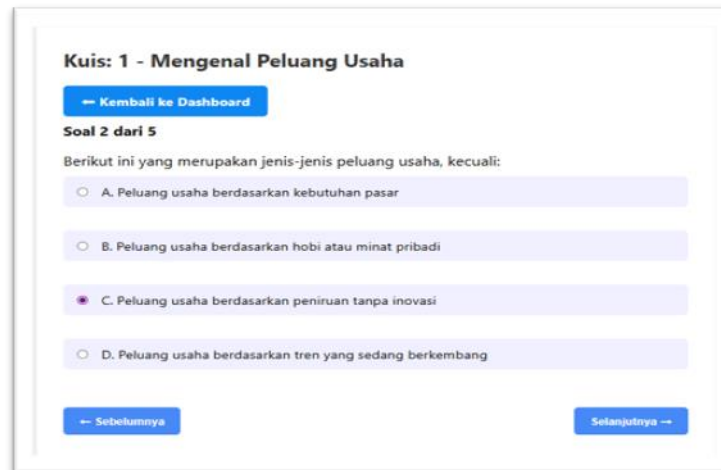 Kuis: 1 - Mengenal Peluang Usaha
← Kembali ke Dashboard
Soal 2 dari 5
Berikut ini yang merupakan jenis-jenis peluang usaha, kecuali:
A. Peluang usaha berdasarkan kebutuhan pasar
B. Peluang usaha berdasarkan hobi atau minat pribadi
C. Peluang usaha berdasarkan peniruan tanpa inovasi
D. Peluang usaha berdasarkan tren yang sedang berkembang
← Sebelumnya
Selanjutnya →